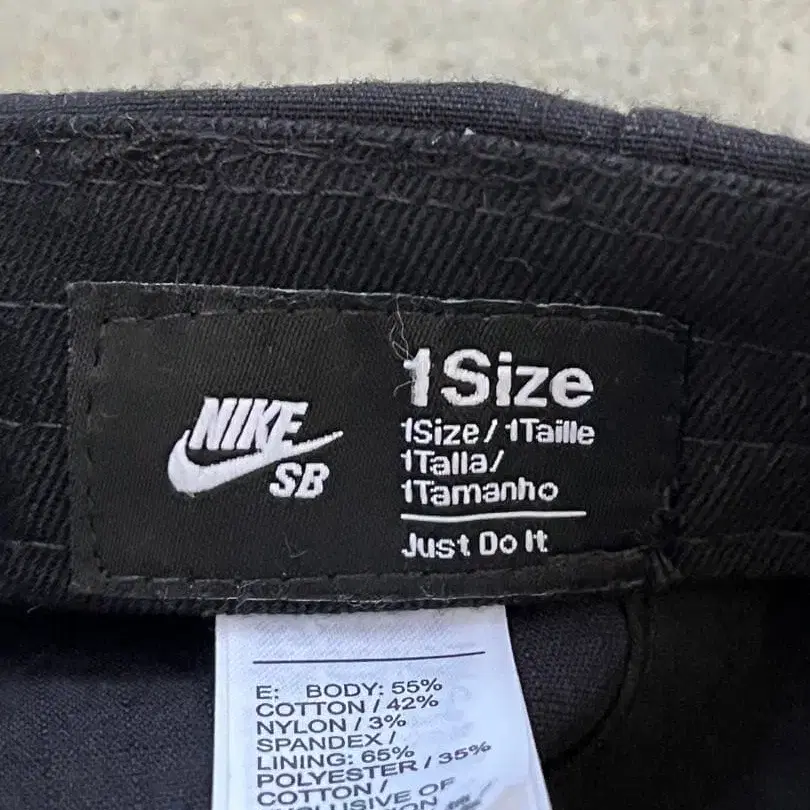 NIKE
SB
1Size
1Size / 1Taille
1Talla/
1Tamanho
Just Do It
E: BODY: 55%
COTTON / 42%
NYLON / 3%
SPANDEX /
LINING: 65%
POLYESTER / 35%
COTTON /
OF